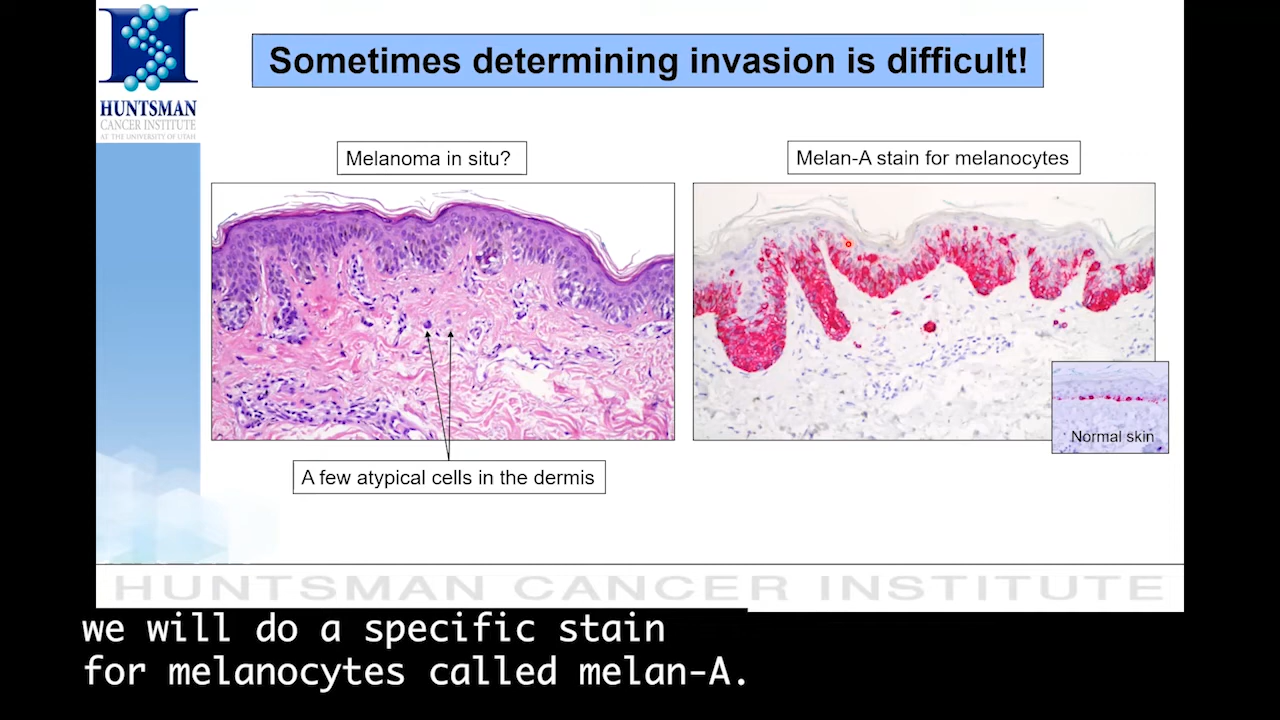 HUNTSMAN
CANCER INSTITUTE
AT THE UNIVERSITY OF UTAH
Sometimes determining invasion is difficult!
Melanoma in situ?
Melan-A stain for melanocytes
Normal skin
A few atypical cells in the dermis
HUNTSMAN CANCER INSTITUTE
we will do a specific stain
for melanocytes called melan-A.